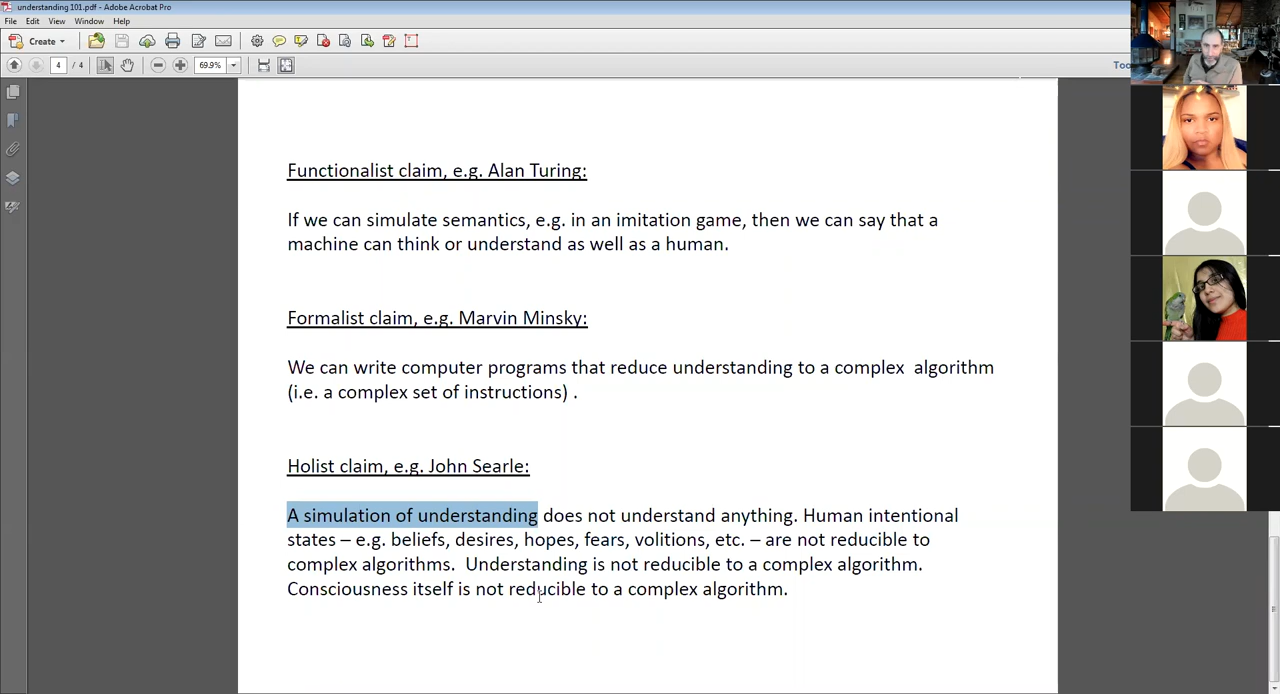 understanding 101.pdf - Adobe Acrobat Pro
File Edit View Window Help
Create
4 / 4 69.9% Too
Functionalist claim, e.g. Alan Turing:
If we can simulate semantics, e.g. in an imitation game, then we can say that a
machine can think or understand as well as a human.
Formalist claim, e.g. Marvin Minsky:
We can write computer programs that reduce understanding to a complex algorithm
(i.e. a complex set of instructions) .
Holist claim, e.g. John Searle:
A simulation of understanding does not understand anything. Human intentional
states – e.g. beliefs, desires, hopes, fears, volitions, etc. – are not reducible to
complex algorithms. Understanding is not reducible to a complex algorithm.
Consciousness itself is not reducible to a complex algorithm.